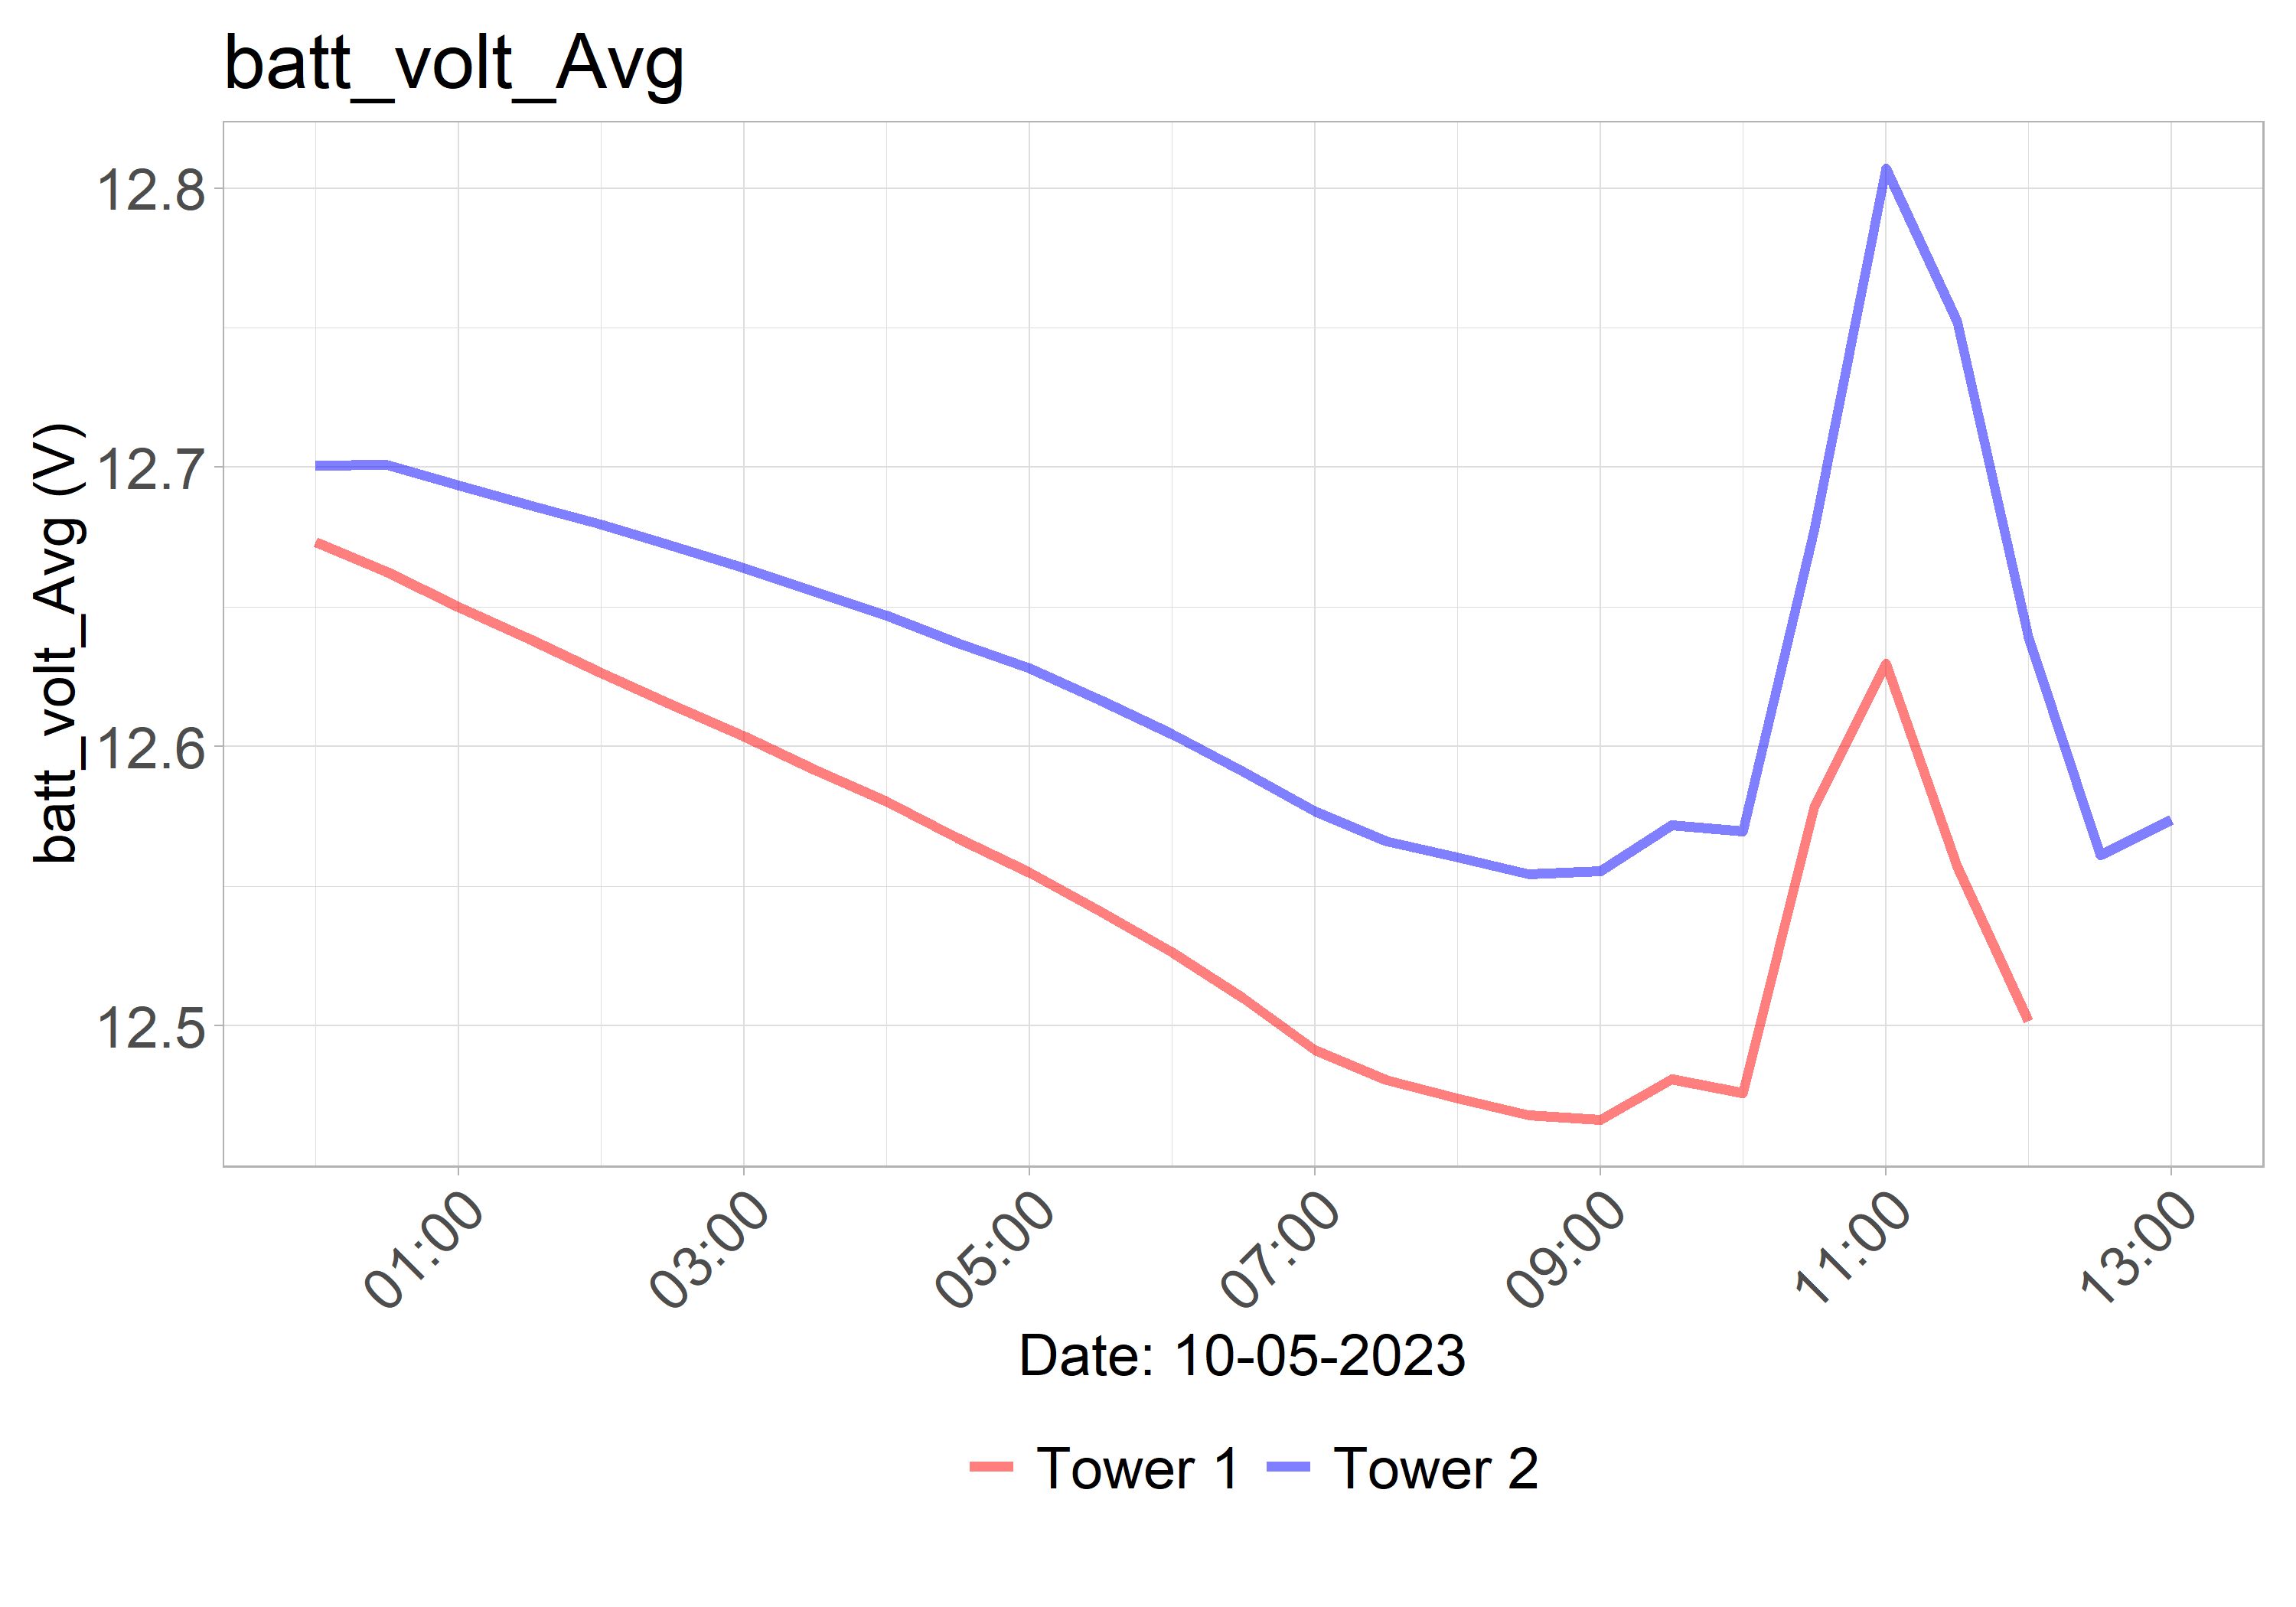 batt_volt_Avg
batt_volt_Avg (V)
12.8
12.7
12.6
12.5
01:00 03:00 05:00 07:00 09:00 11:00 13:00
Date: 10-05-2023
Tower 1 Tower 2